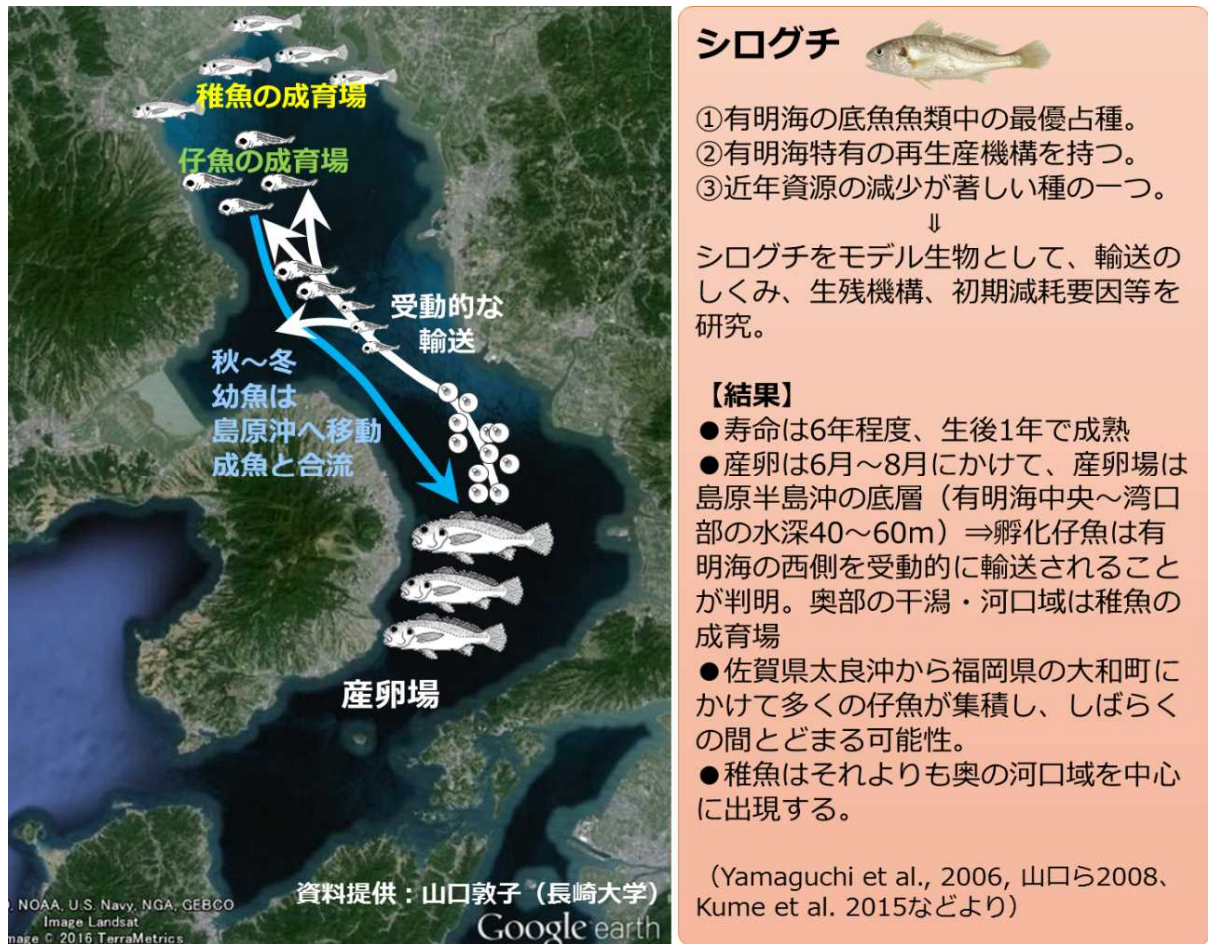 稚魚の成育場
仔魚の成育場
受動的な
輸送
秋～冬
幼魚は
島原沖へ移動
成魚と合流
産卵場
資料提供：山口敦子（長崎大学）
, NOAA, U.S. Navy, NGA, GEBCO
Image Landsat
mage © 2016 TerraMetrics
Google earth
シログチ
①有明海の底魚魚類中の最優占種。
②有明海特有の再生産機構を持つ。
③近年資源の減少が著しい種の一つ。
⇓
シログチをモデル生物として、輸送の
しくみ、生残機構、初期減耗要因等を
研究。
【結果】
●寿命は6年程度、生後1年で成熟
●産卵は6月～8月にかけて、産卵場は
島原半島沖の底層（有明海中央～湾口
部の水深40～60m）⇒孵化仔魚は有
明海の西側を受動的に輸送されること
が判明。奥部の干潟・河口域は稚魚の
成育場
●佐賀県太良沖から福岡県の大和町に
かけて多くの仔魚が集積し、しばらく
の間とどまる可能性。
●稚魚はそれよりも奥の河口域を中心
に出現する。
（Yamaguchi et al., 2006, 山口ら2008、
Kume et al. 2015などより）